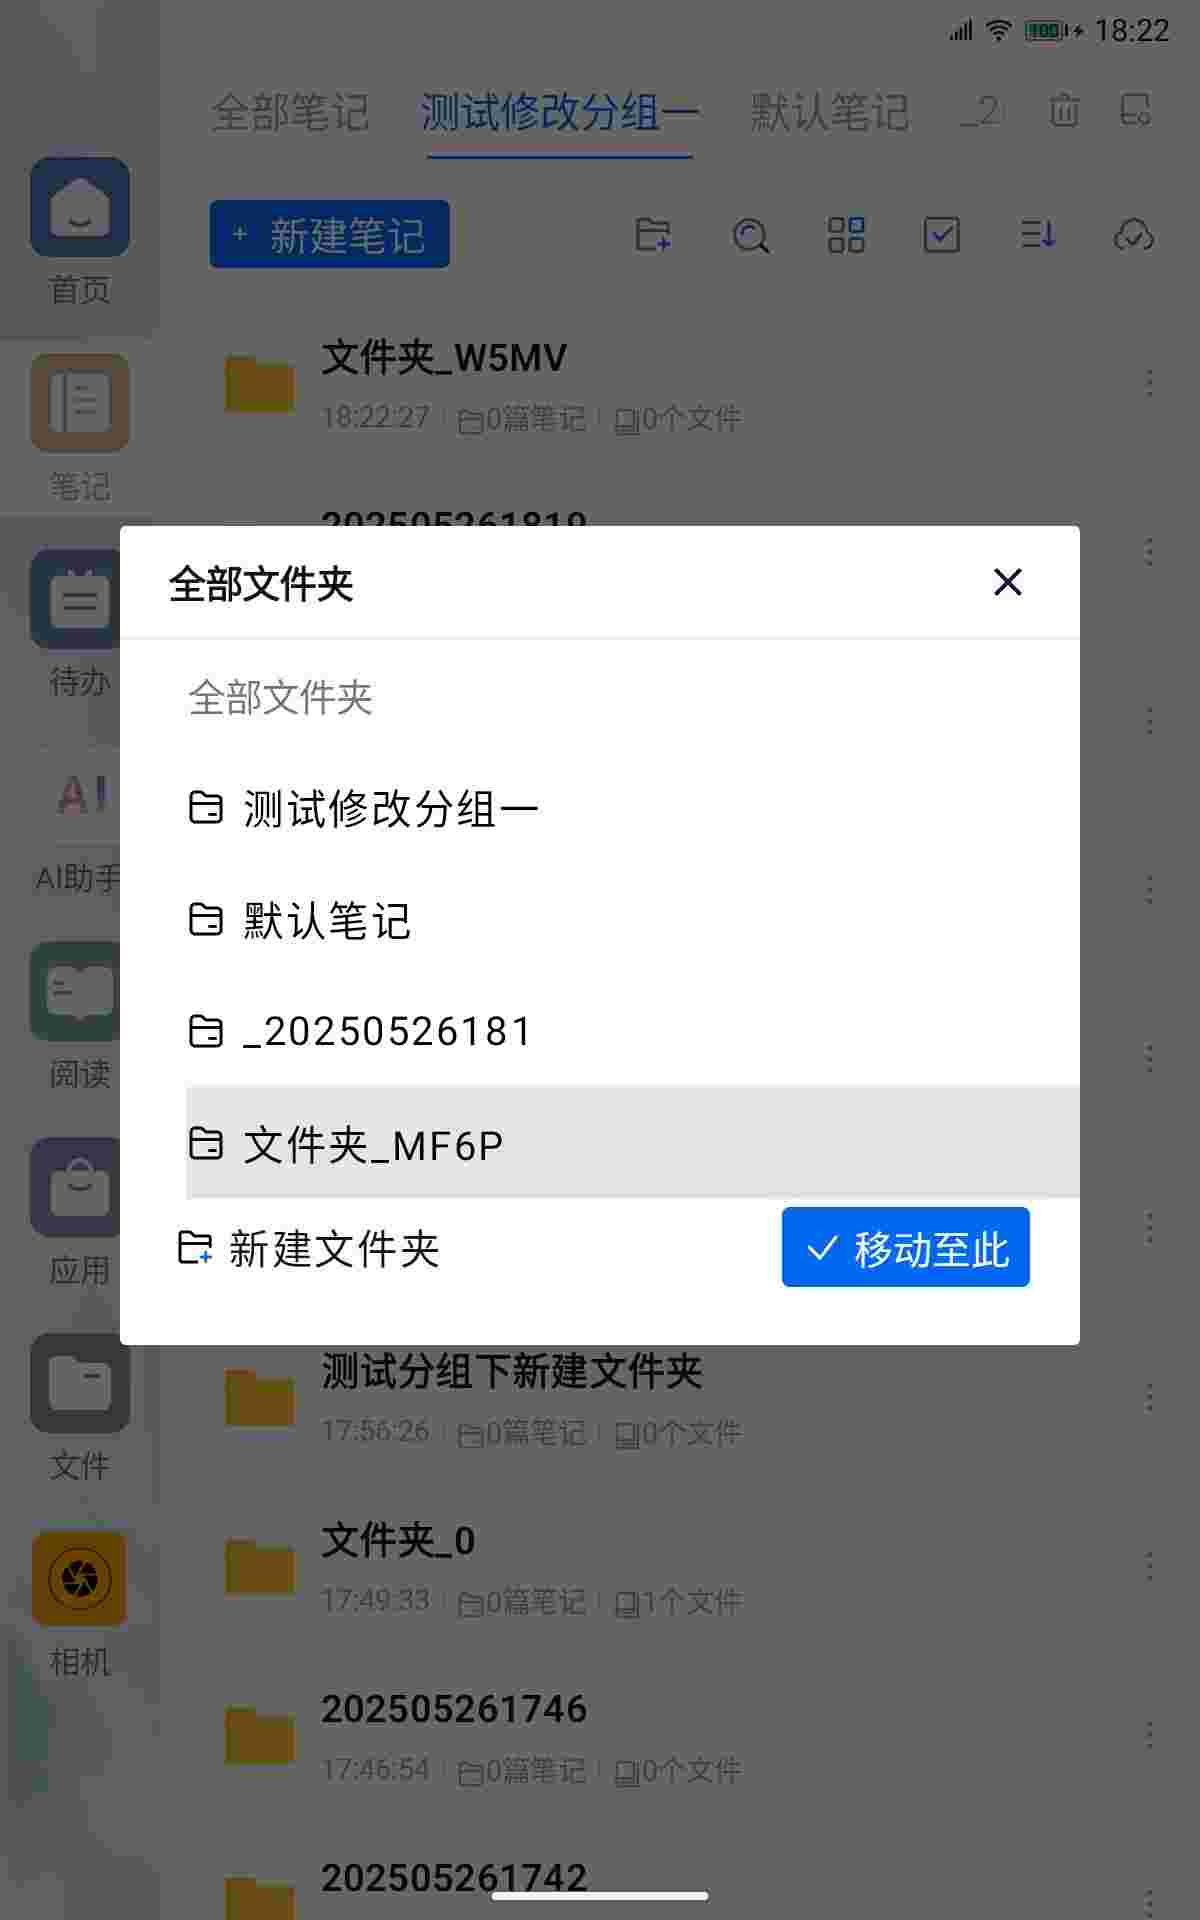 100 18:22
全部笔记 测试修改分组一 默认笔记 _2
+ 新建笔记
首页
笔记
待办
AI
AI助手
阅读
应用
文件
相机
文件夹_W5MV
18:22:27 0篇笔记 0个文件
202505261819
全部文件夹
全部文件夹
测试修改分组一
默认笔记
_20250526181
文件夹_MF6P
新建文件夹 移动至此
测试分组下新建文件夹
17:56:26 0篇笔记 0个文件
文件夹_0
17:49:33 0篇笔记 1个文件
202505261746
17:46:54 0篇笔记 0个文件
202505261742